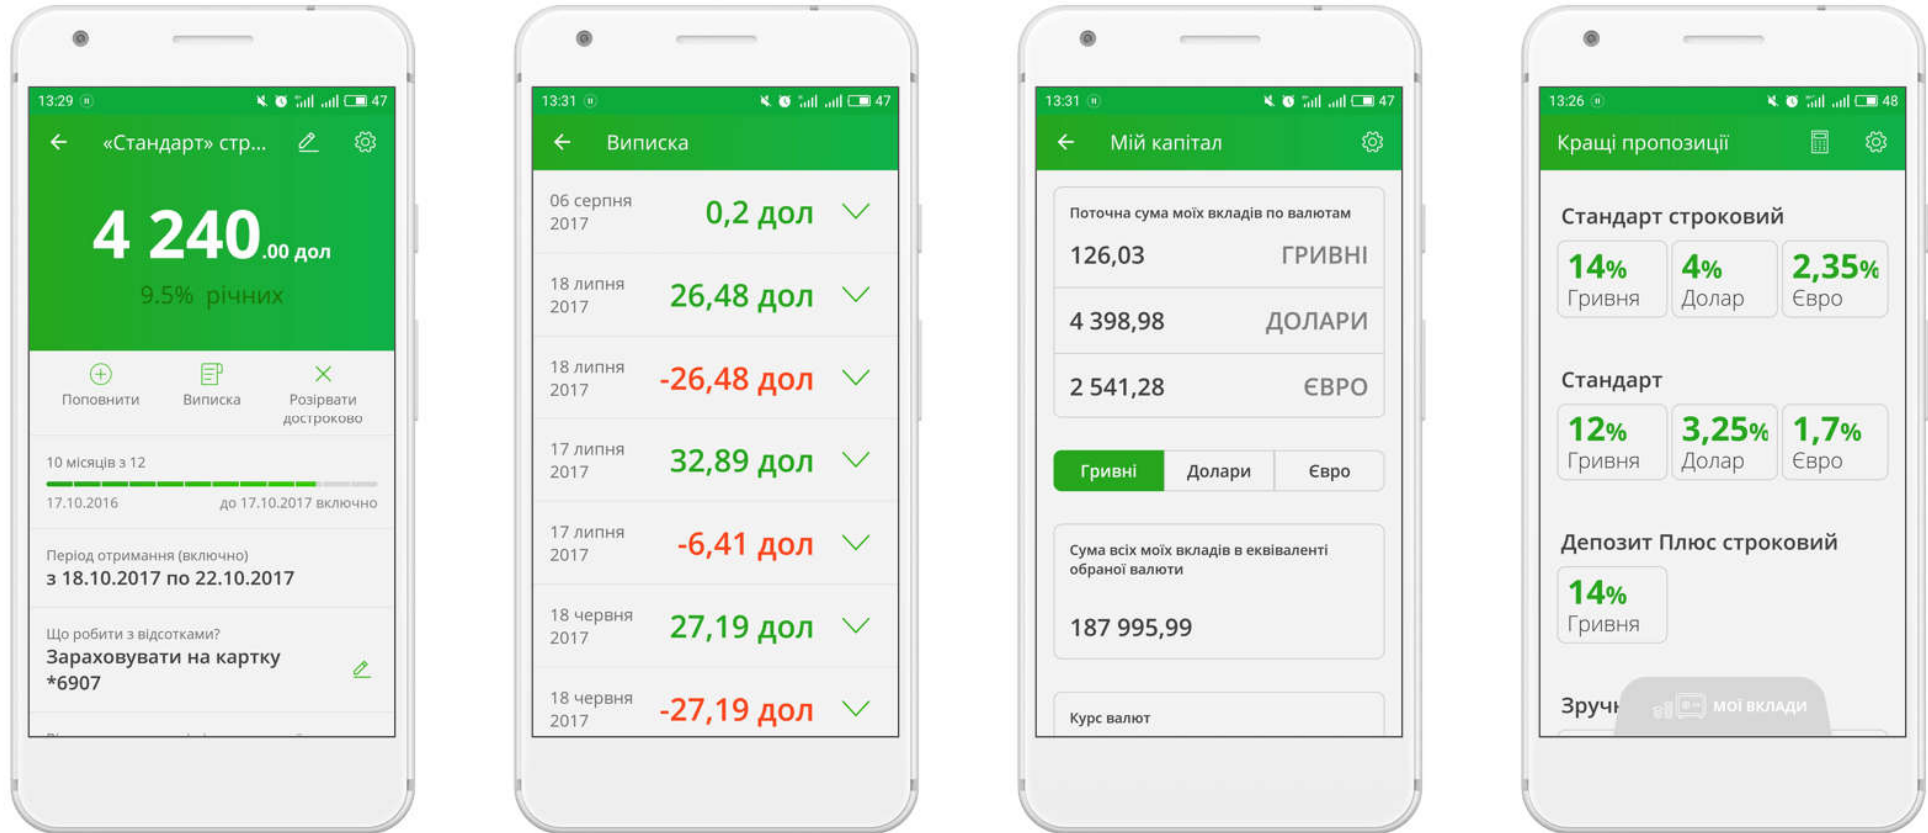 13:29
47
«Стандарт» стр...
4 240.00 дол
9.5% річних
Поповнити
Виписка
Розірвати
достроково
10 місяців з 12
17.10.2016
до 17.10.2017 включно
Період отримання (включно)
з 18.10.2017 по 22.10.2017
Що робити з відсотками?
Зараховувати на картку
*6907
13:31
47
Виписка
06 серпня
2017
0,2 дол
18 липня
2017
26,48 дол
18 липня
2017
-26,48 дол
17 липня
2017
32,89 дол
17 липня
2017
-6,41 дол
18 червня
2017
27,19 дол
18 червня
2017
-27,19 дол
13:31
47
Мій капітал
Поточна сума моїх вкладів по валютам
126,03 ГРИВНІ
4 398,98 ДОЛАРИ
2 541,28 ЄВРО
Гривні Долари Євро
Сума всіх моїх вкладів в еквіваленті
обраної валюти
187 995,99
Курс валют
13:26
48
Кращі пропозиції
Стандарт строковий
14% 4% 2,35%
Гривня Долар Євро
Стандарт
12% 3,25% 1,7%
Гривня Долар Євро
Депозит Плюс строковий
14%
Гривня
МОЇ ВКЛАДИ